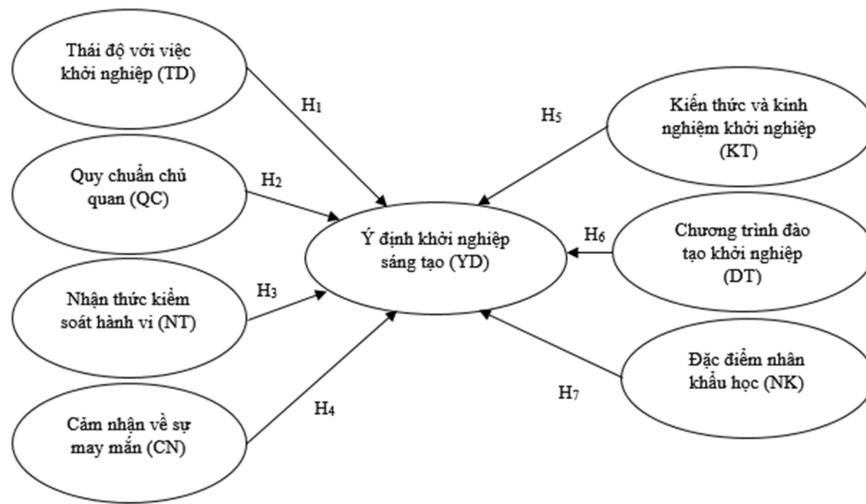 Thái độ với việc
khởi nghiệp (TD)
H1
Quy chuẩn chủ
quan (QC)
H2
Nhận thức kiểm
soát hành vi (NT)
H3
Cảm nhận về sự
may mắn (CN)
H4
Ý định khởi nghiệp
sáng tạo (YD)
H5
Kiến thức và kinh
nghiệm khởi nghiệp
(KT)
H6
Chương trình đào
tạo khởi nghiệp
(DT)
H7
Đặc điểm nhân
khẩu học (NK)